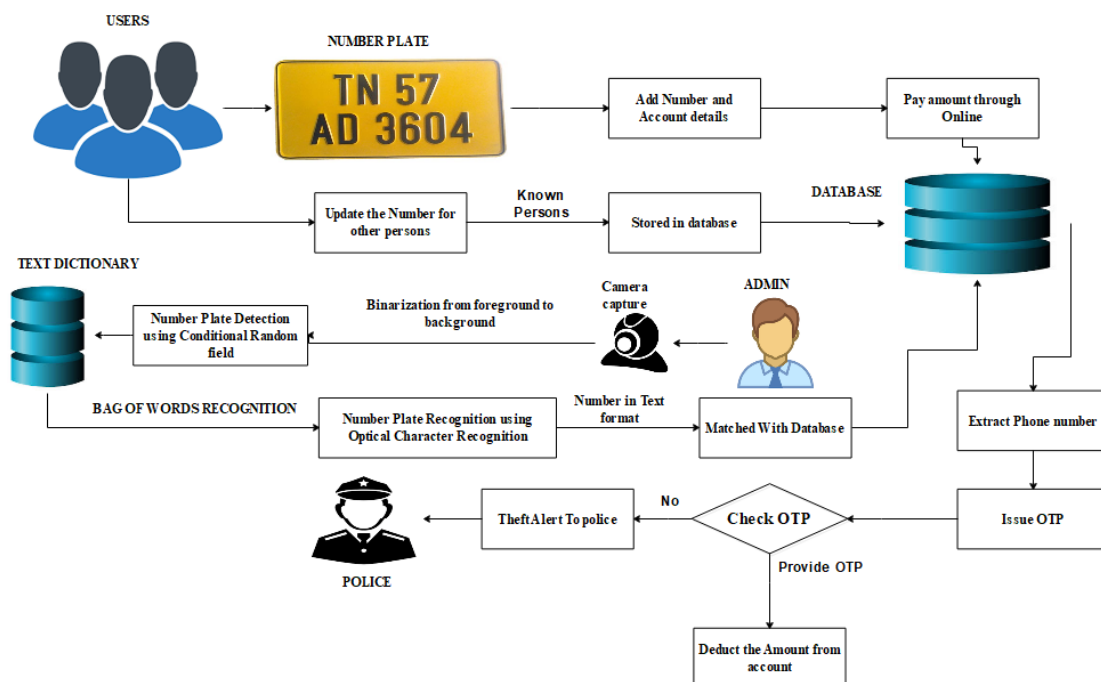 USERS
NUMBER PLATE
TN 57
AD 3604
Add Number and
Account details
Pay amount through
Online
DATABASE
Update the Number for
other persons
Known
Persons
Stored in database
TEXT DICTIONARY
Number Plate Detection
using Conditional Random
field
Binarization from foreground to
background
Camera
capture
ADMIN
BAG OF WORDS RECOGNITION
Number Plate Recognition using
Optical Character Recognition
Number in Text
format
Matched With Database
Extract Phone number
POLICE
Theft Alert To police
No
Check OTP
Issue OTP
Provide OTP
Deduct the Amount from
account